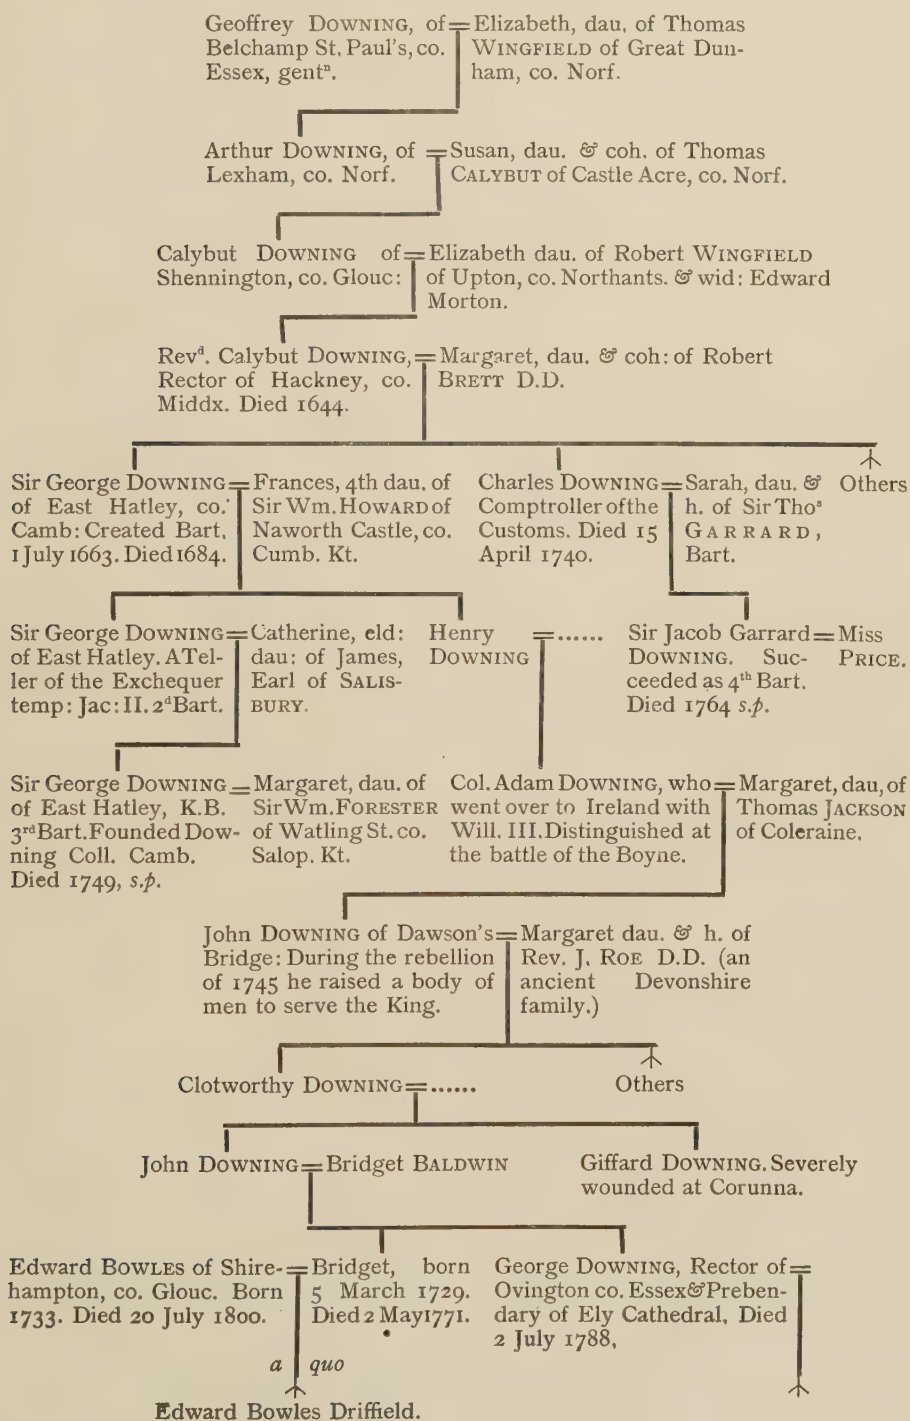 Geoffrey DOWNING, of = Elizabeth, dau. of Thomas
Belchamp St. Paul's, co. WINGFIELD of Great Dun-
Essex, gentⁿ. ham, co. Norf.
Arthur DOWNING, of = Susan, dau. & coh. of Thomas
Lexham, co. Norf. CALYBUT of Castle Acre, co. Norf.
Calybut DOWNING of = Elizabeth dau. of Robert WINGFIELD
Shennington, co. Glouc: of Upton, co. Northants. & wid: Edward
Morton.
Revᵈ. Calybut DOWNING, = Margaret, dau. & coh: of Robert
Rector of Hackney, co. BRETT D.D.
Middx. Died 1644.
Sir George DOWNING = Frances, 4th dau. of
of East Hatley, co. Sir Wm. HOWARD of
Camb: Created Bart. Naworth Castle, co.
1 July 1663. Died 1684. Cumb. Kt.
Charles DOWNING = Sarah, dau. &
Comptroller of the h. of Sir Thoˢ
Customs. Died 15 GARRARD,
April 1740. Bart.
Others
Sir George DOWNING = Catherine, eld:
of East Hatley. A Tel- dau: of James,
ler of the Exchequer Earl of SALIS-
temp: Jac: II. 2ᵈ Bart. BURY.
Henry = ......
DOWNING
Sir Jacob Garrard = Miss
DOWNING. Suc- PRICE.
ceeded as 4ᵗʰ Bart.
Died 1764 s.p.
Sir George DOWNING = Margaret, dau. of
of East Hatley, K.B. Sir Wm. FORESTER
3ʳᵈ Bart. Founded Dow- of Watling St. co.
ning Coll. Camb. Salop. Kt.
Died 1749, s.p.
Col. Adam DOWNING, who = Margaret, dau, of
went over to Ireland with Thomas JACKSON
Will. III. Distinguished at of Coleraine.
the battle of the Boyne.
John DOWNING of Dawson's = Margaret dau. & h. of
Bridge: During the rebellion Rev. J. ROE D.D. (an
of 1745 he raised a body of ancient Devonshire
men to serve the King. family.)
Clotworthy DOWNING = ...... Others
John DOWNING = Bridget BALDWIN
Giffard DOWNING. Severely
wounded at Corunna.
Edward BOWLES of Shire- = Bridget, born
hampton, co. Glouc. Born 5 March 1729.
1733. Died 20 July 1800. Died 2 May 1771.
George DOWNING, Rector of =
Ovington co. Essex & Preben-
dary of Ely Cathedral. Died
2 July 1788.
a quo
Edward Bowles Driffield.